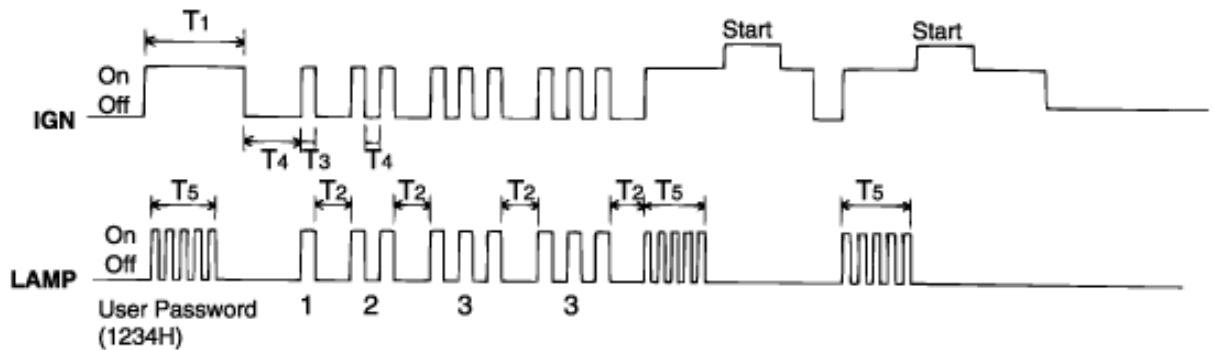 T1
Start Start
On
Off
IGN
T4 T3 T4
T5 T2 T2 T2 T2 T5 T5
On
Off
LAMP
User Password 1 2 3 3
(1234H)